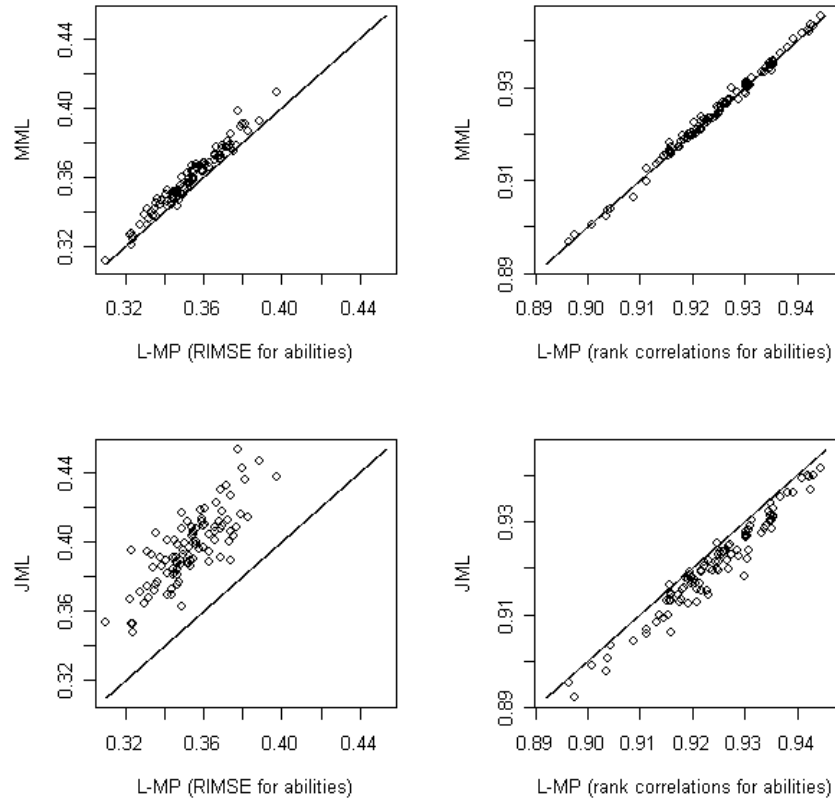 MML
0.32 0.36 0.40 0.44
0.32 0.36 0.40 0.44
L-MP (RIMSE for abilities)
MML
0.89 0.91 0.93
0.89 0.90 0.91 0.92 0.93 0.94
L-MP (rank correlations for abilities)
JML
0.32 0.36 0.40 0.44
0.32 0.36 0.40 0.44
L-MP (RIMSE for abilities)
JML
0.89 0.91 0.93
0.89 0.90 0.91 0.92 0.93 0.94
L-MP (rank correlations for abilities)